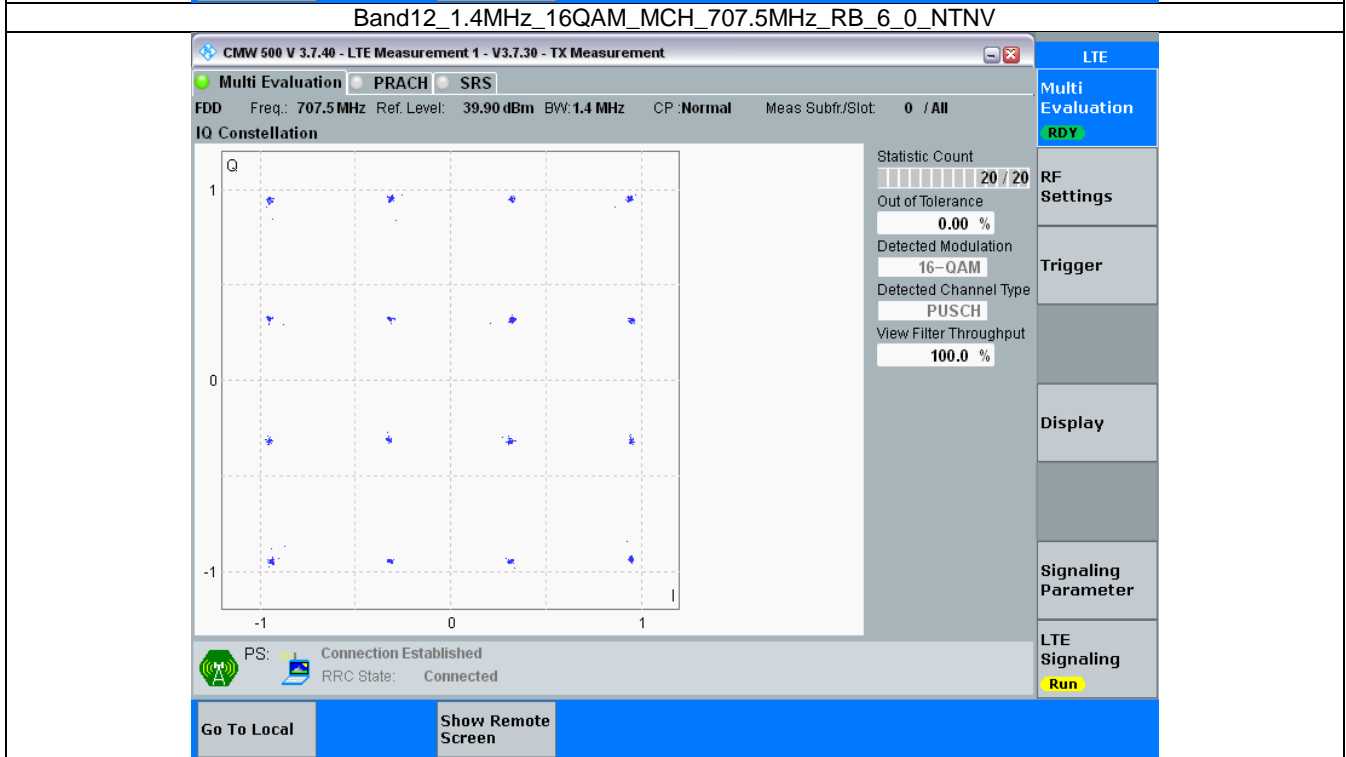 Band12_1.4MHz_16QAM_MCH_707.5MHz_RB_6_0_NTNV
CMW 500 V 3.7.40 - LTE Measurement 1 - V3.7.30 - TX Measurement
LTE
Multi Evaluation PRACH SRS
FDD Freq.: 707.5 MHz Ref. Level: 39.90 dBm BW: 1.4 MHz CP :Normal Meas Subfr./Slot: 0 / All
IQ Constellation
Q
1
0
-1
I
-1 0 1
Statistic Count
20 / 20
Out of Tolerance
0.00 %
Detected Modulation
16-QAM
Detected Channel Type
PUSCH
View Filter Throughput
100.0 %
Multi
Evaluation
RDY
RF
Settings
Trigger
Display
Signaling
Parameter
LTE
Signaling
Run
PS: Connection Established
RRC State: Connected
Go To Local
Show Remote
Screen